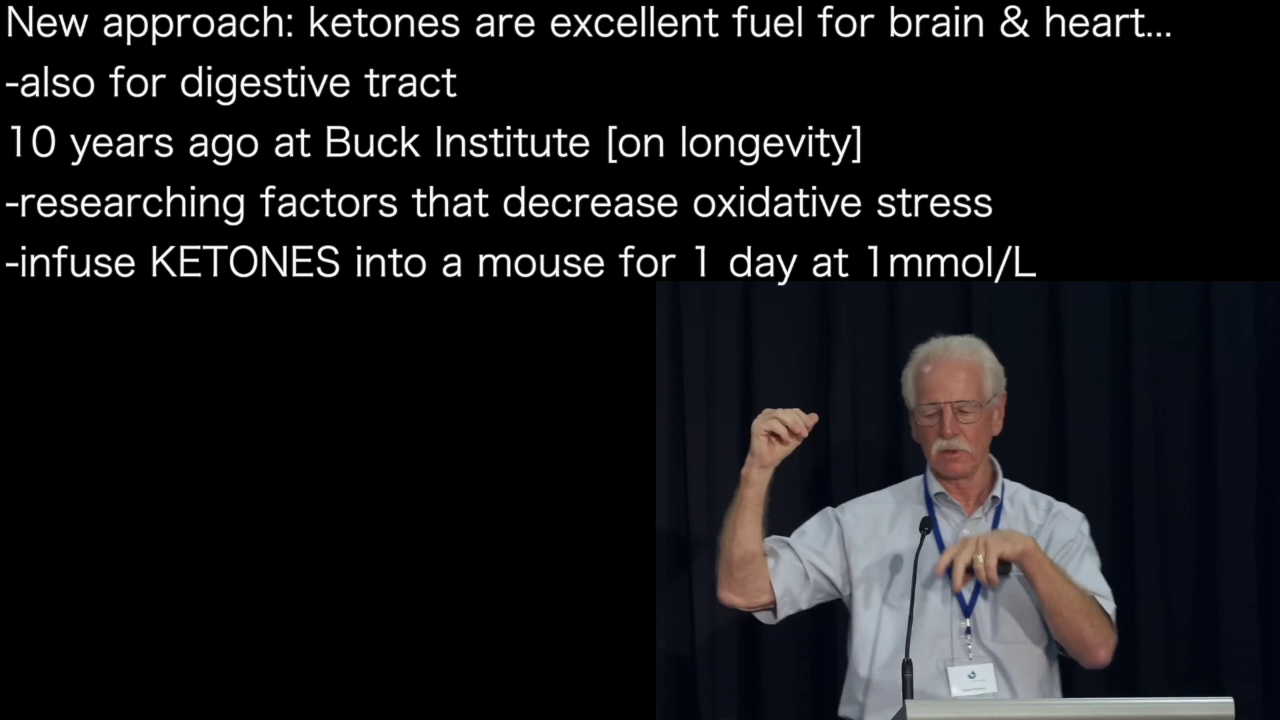 New approach: ketones are excellent fuel for brain & heart...
-also for digestive tract
10 years ago at Buck Institute [on longevity]
-researching factors that decrease oxidative stress
-infuse KETONES into a mouse for 1 day at 1mmol/L